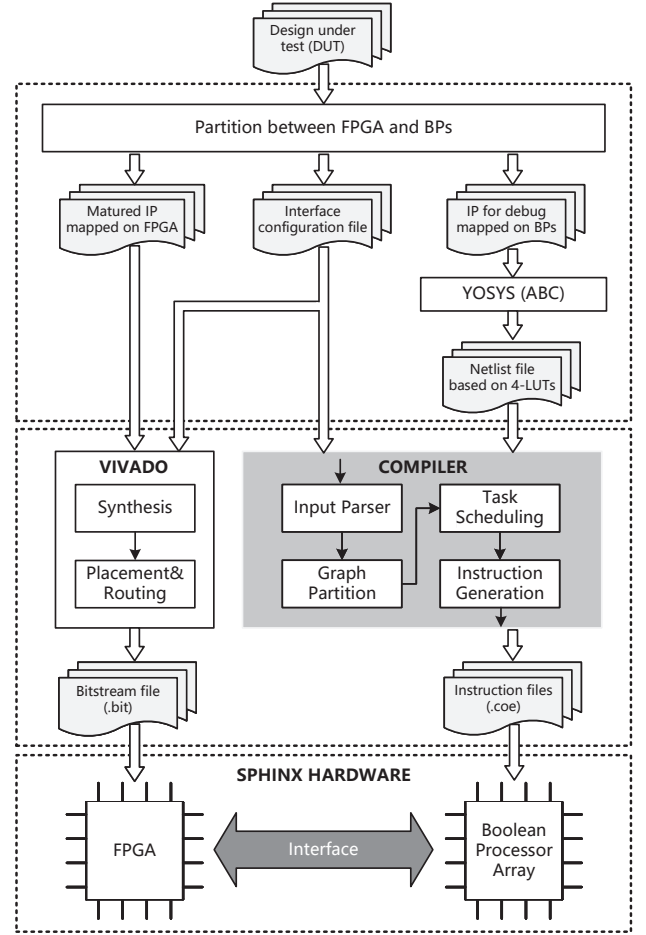 Design under
test (DUT)
Partition between FPGA and BPs
Matured IP
mapped on FPGA
Interface
configuration file
IP for debug
mapped on BPs
YOSYS (ABC)
Netlist file
based on 4-LUTs
VIVADO
Synthesis
Placement&
Routing
COMPILER
Input Parser
Graph
Partition
Task
Scheduling
Instruction
Generation
Bitstream file
(.bit)
Instruction files
(.coe)
SPHINX HARDWARE
FPGA
Interface
Boolean
Processor
Array